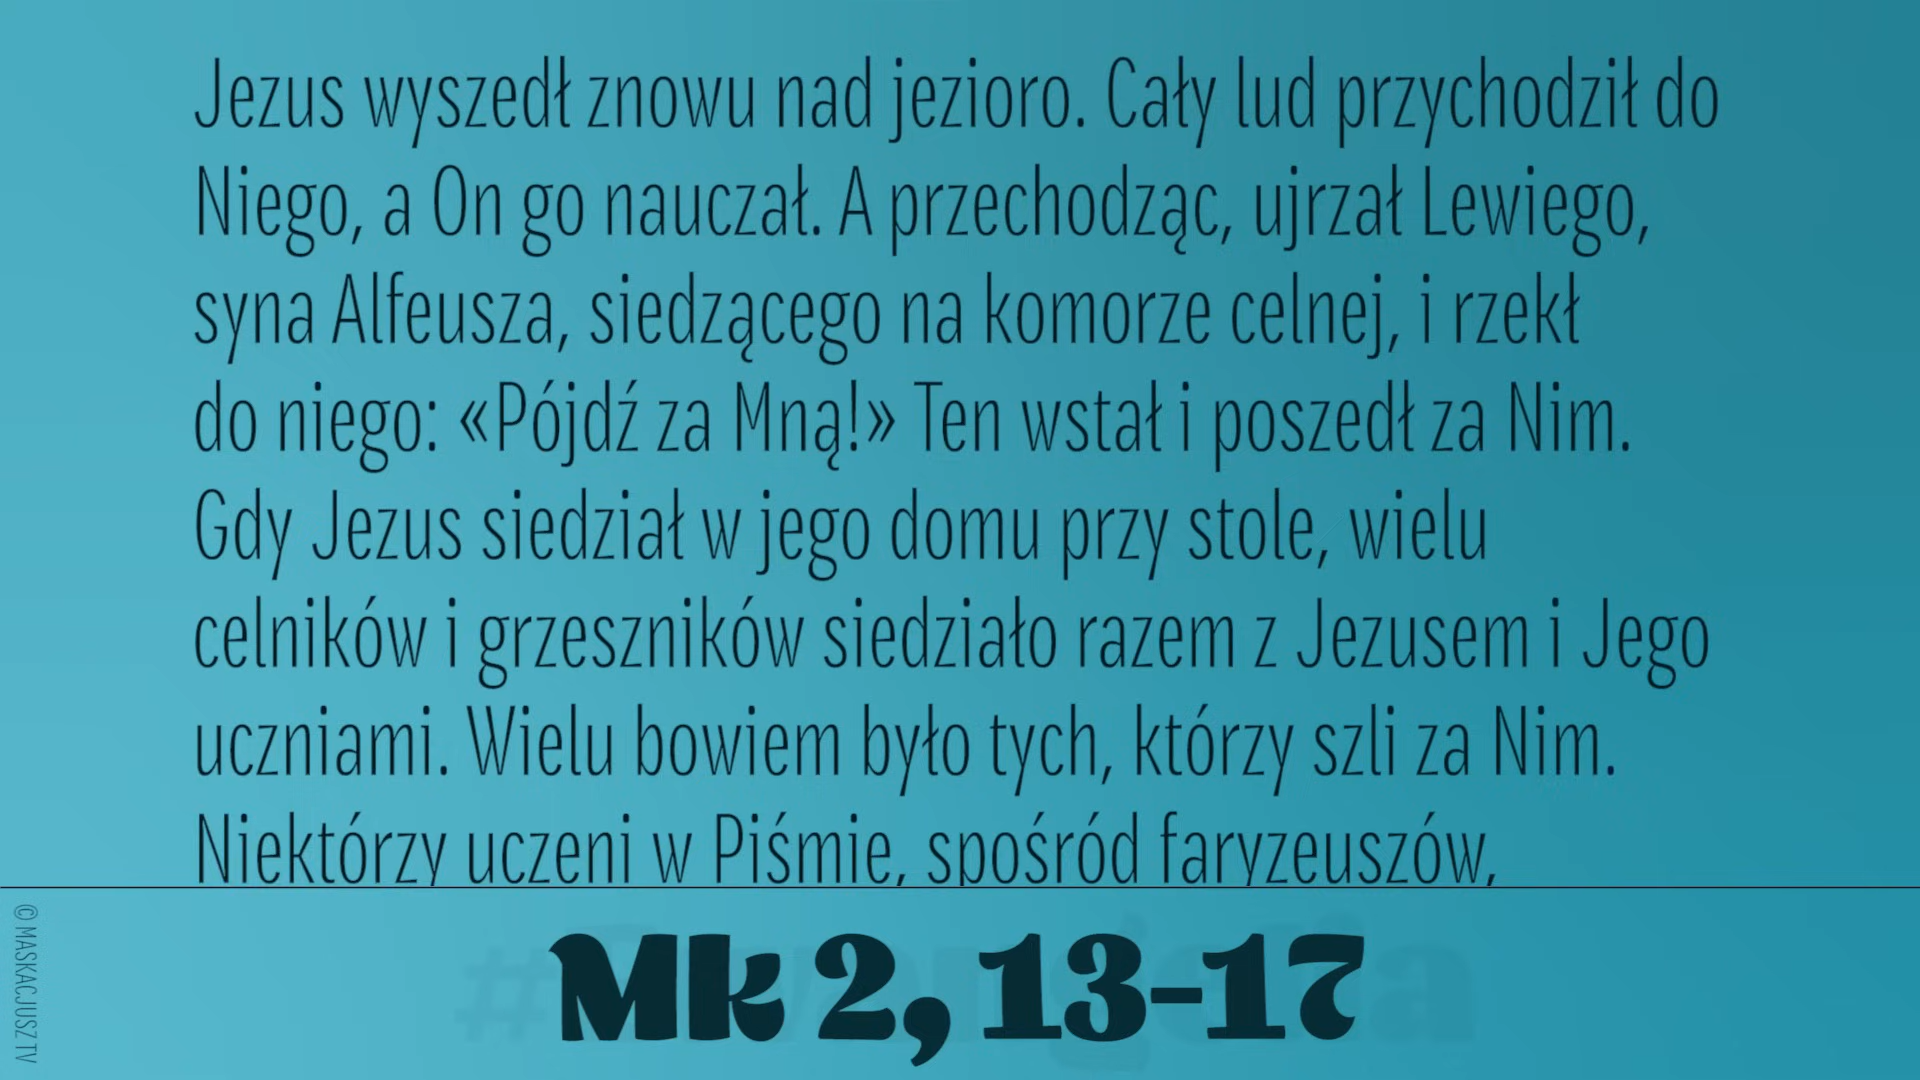 Jezus wyszedł znowu nad jezioro. Cały lud przychodził do
Niego, a On go nauczał. A przechodząc, ujrzał Lewiego,
syna Alfeusza, siedzącego na komorze celnej, i rzekł
do niego: «Pójdź za Mną!» Ten wstał i poszedł za Nim.
Gdy Jezus siedział w jego domu przy stole, wielu
celników i grzeszników siedziało razem z Jezusem i Jego
uczniami. Wielu bowiem było tych, którzy szli za Nim.
Niektórzy uczeni w Piśmie, spośród faryzeuszów,
Mk 2, 13-17
© MASKACJUSZ TV